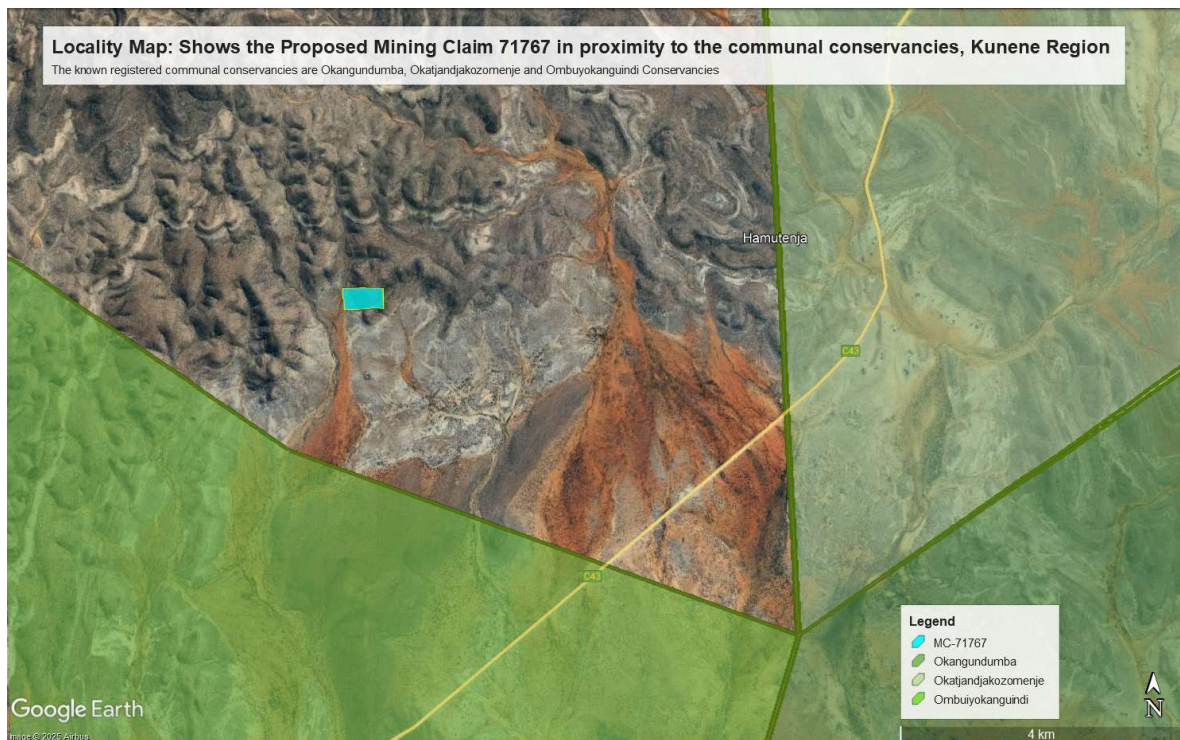 Locality Map: Shows the Proposed Mining Claim 71767 in proximity to the communal conservancies, Kunene Region
The known registered communal conservancies are Okangundumba, Okatjandjakozomenje and Ombuyokanguindi Conservancies
Hamutenja
C43
C43
Legend
MC-71767
Okangundumba
Okatjandjakozomenje
Ombuiyokanguindi
N
Google Earth
Image © 2025 Airbus
4 km